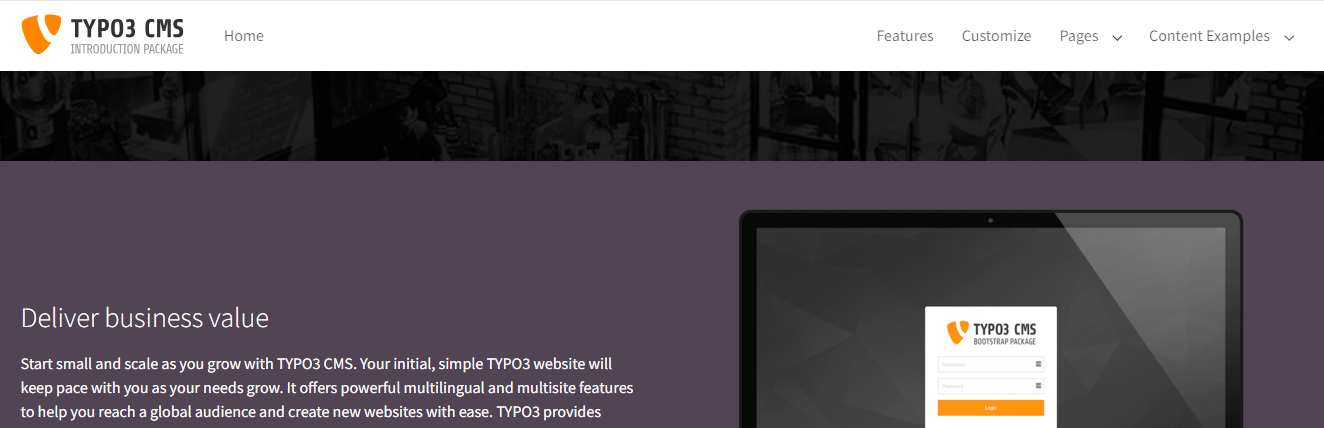 TYPO3 CMS
INTRODUCTION PACKAGE
Home
Features
Customize
Pages
Content Examples
Deliver business value
Start small and scale as you grow with TYPO3 CMS. Your initial, simple TYPO3 website will
keep pace with you as your needs grow. It offers powerful multilingual and multisite features
to help you reach a global audience and create new websites with ease. TYPO3 provides
TYPO3 CMS
BOOTSTRAP PACKAGE
Username
Password
Login